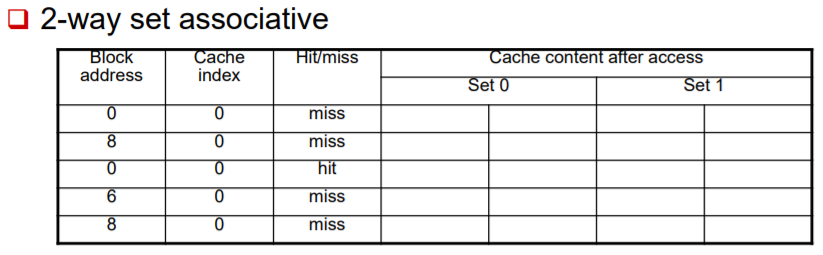 2-way set associative
Block address Cache index Hit/miss Cache content after access
Set 0 Set 1
0 0 miss
8 0 miss
0 0 hit
6 0 miss
8 0 miss